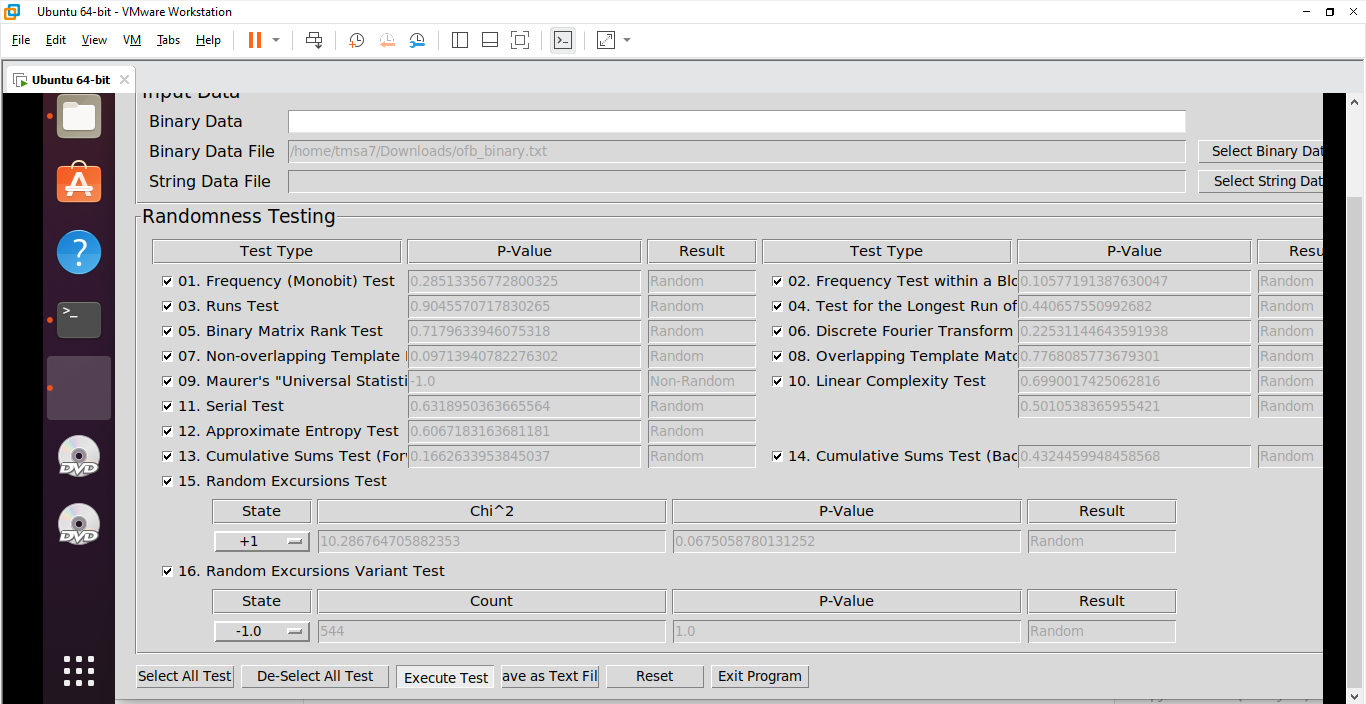 Ubuntu 64-bit - VMware Workstation
File Edit View VM Tabs Help
Ubuntu 64-bit
Input Data
Binary Data
Binary Data File /home/tmsa7/Downloads/ofb_binary.txt Select Binary Dat
String Data File Select String Dat
Randomness Testing
Test Type P-Value Result Test Type P-Value Resu
01. Frequency (Monobit) Test 0.28513356772800325 Random 02. Frequency Test within a Blo 0.10577191387630047 Random
03. Runs Test 0.9045570717830265 Random 04. Test for the Longest Run of 0.440657550992682 Random
05. Binary Matrix Rank Test 0.7179633946075318 Random 06. Discrete Fourier Transform 0.22531144643591938 Random
07. Non-overlapping Template 0.09713940782276302 Random 08. Overlapping Template Matc 0.7768085773679301 Random
09. Maurer's "Universal Statisti -1.0 Non-Random 10. Linear Complexity Test 0.6990017425062816 Random
11. Serial Test 0.6318950363665564 Random 0.5010538365955421 Random
12. Approximate Entropy Test 0.6067183163681181 Random
13. Cumulative Sums Test (For 0.1662633953845037 Random 14. Cumulative Sums Test (Bac 0.4324459948458568 Random
15. Random Excursions Test
State Chi^2 P-Value Result
+1 10.286764705882353 0.0675058780131252 Random
16. Random Excursions Variant Test
State Count P-Value Result
-1.0 544 1.0 Random
Select All Test De-Select All Test Execute Test ave as Text Fil Reset Exit Program